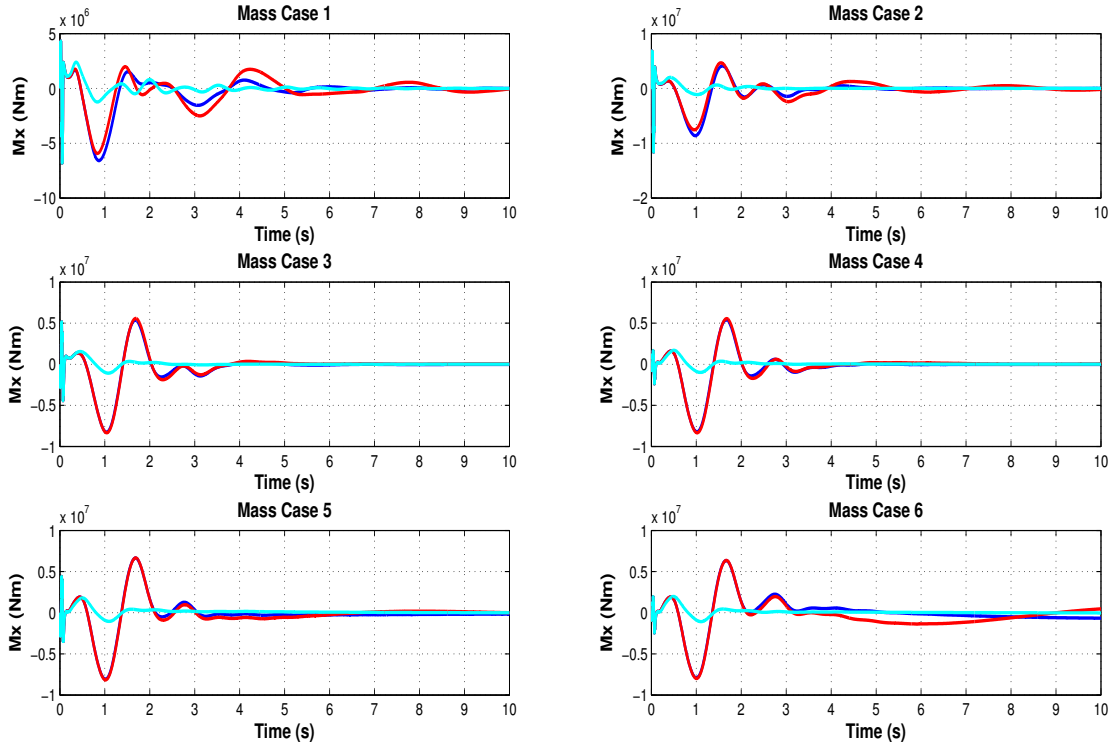 Mass Case 1
x 10^6
5
0
−5
−10
Mx (Nm)
0 1 2 3 4 5 6 7 8 9 10
Time (s)
Mass Case 2
x 10^7
1
0
−1
−2
Mx (Nm)
0 1 2 3 4 5 6 7 8 9 10
Time (s)
Mass Case 3
x 10^7
1
0.5
0
−0.5
−1
Mx (Nm)
0 1 2 3 4 5 6 7 8 9 10
Time (s)
Mass Case 4
x 10^7
1
0.5
0
−0.5
−1
Mx (Nm)
0 1 2 3 4 5 6 7 8 9 10
Time (s)
Mass Case 5
x 10^7
1
0.5
0
−0.5
−1
Mx (Nm)
0 1 2 3 4 5 6 7 8 9 10
Time (s)
Mass Case 6
x 10^7
1
0.5
0
−0.5
−1
Mx (Nm)
0 1 2 3 4 5 6 7 8 9 10
Time (s)